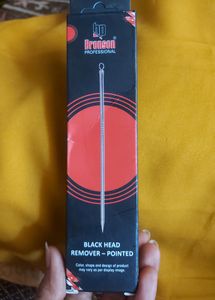 bp
Bronson®
PROFESSIONAL
BLACK HEAD
REMOVER – POINTED
Color, shape and design of product
may vary as per display image.